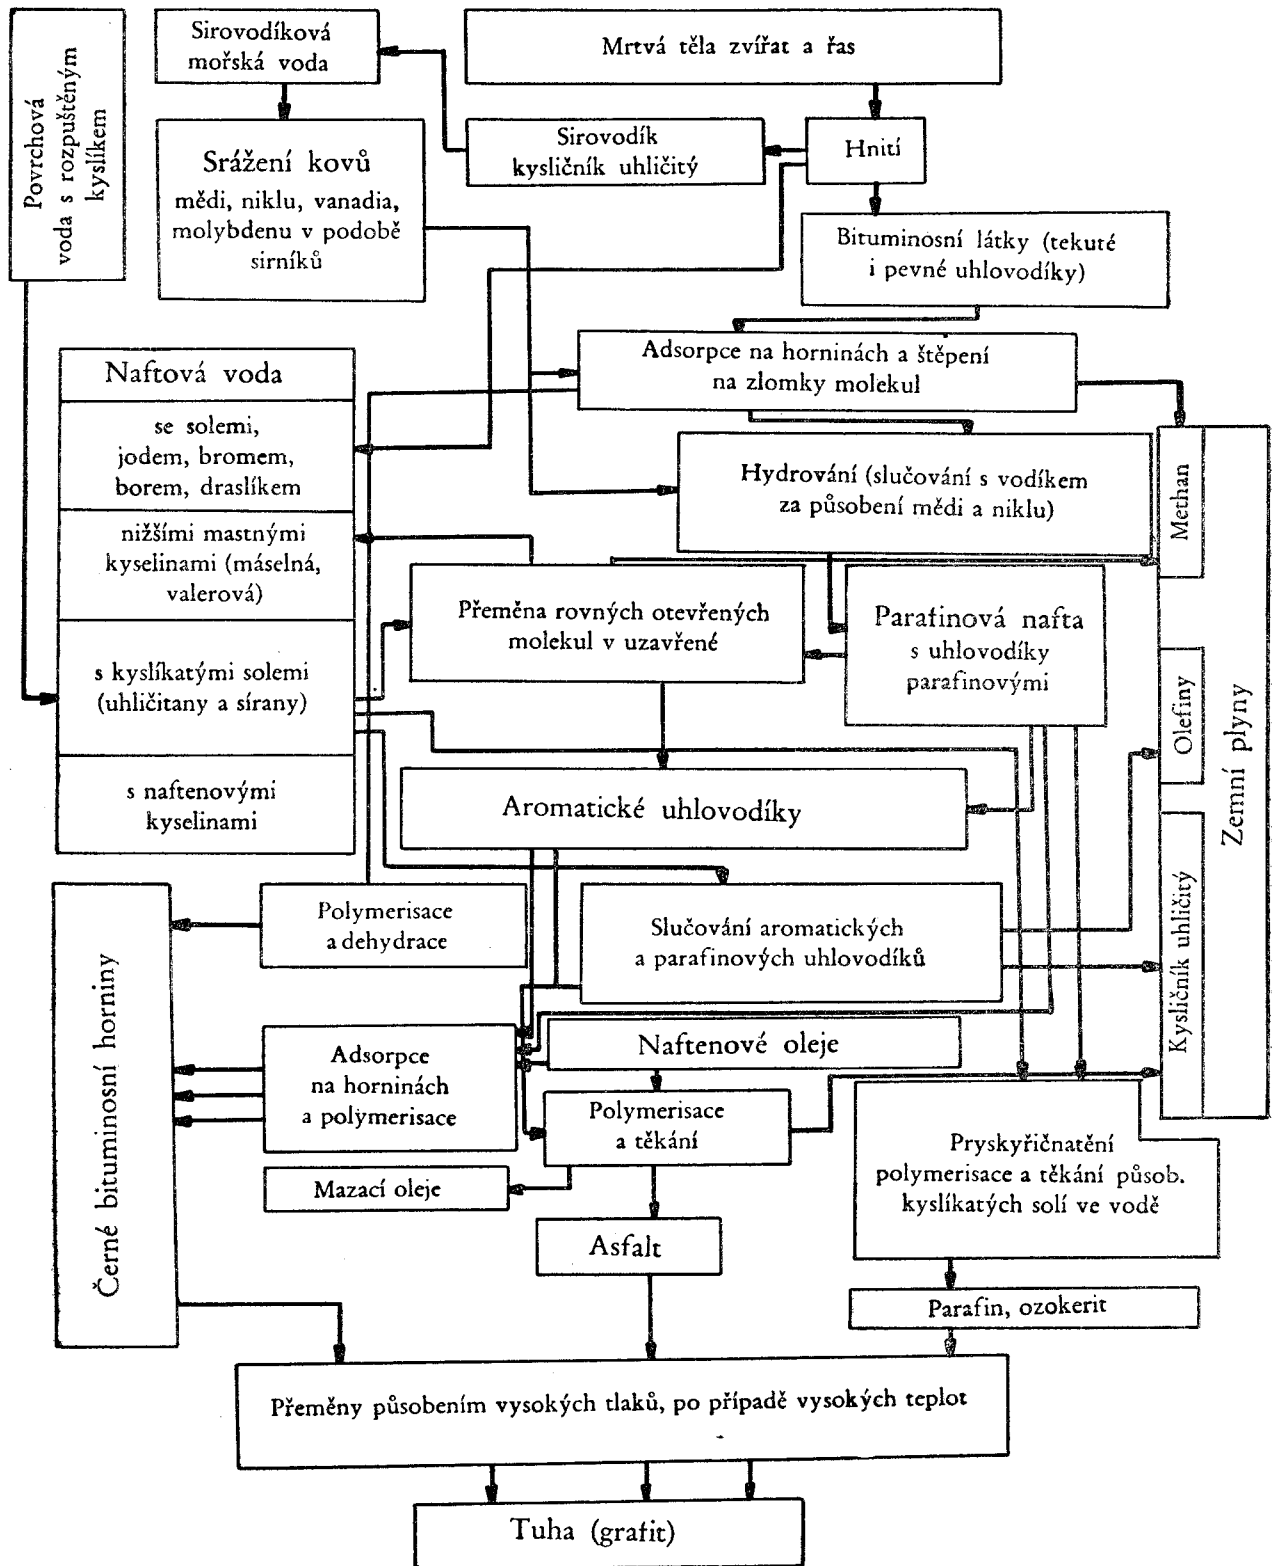 Povrchová
voda s rozpuštěným
kyslíkem
Sirovodíková
mořská voda
Mrtvá těla zvířat a řas
Srážení kovů
mědi, niklu, vanadia,
molybdenu v podobě
sirníků
Sirovodík
kysličník uhličitý
Hnití
Bituminosní látky (tekuté
i pevné uhlovodíky)
Adsorpce na horninách a štěpení
na zlomky molekul
Naftová voda
se solemi,
jodem, bromem,
borem, draslíkem
nižšími mastnými
kyselinami (máselná,
valerová)
s kyslíkatými solemi
(uhličitany a sírany)
s naftenovými
kyselinami
Hydrování (slučování s vodíkem
za působení mědi a niklu)
Přeměna rovných otevřených
molekul v uzavřené
Parafinová nafta
s uhlovodíky
parafinovými
Methan
Olefiny
Kysličník uhličitý
Zemní plyny
Aromatické uhlovodíky
Polymerisace
a dehydrace
Slučování aromatických
a parafinových uhlovodíků
Černé bituminosní horniny
Adsorpce
na horninách
a polymerisace
Naftenové oleje
Polymerisace
a těkání
Mazací oleje
Asfalt
Pryskyřičnatění
polymerisace a těkání působ.
kyslíkatých solí ve vodě
Parafin, ozokerit
Přeměny působením vysokých tlaků, po případě vysokých teplot
Tuha (grafit)